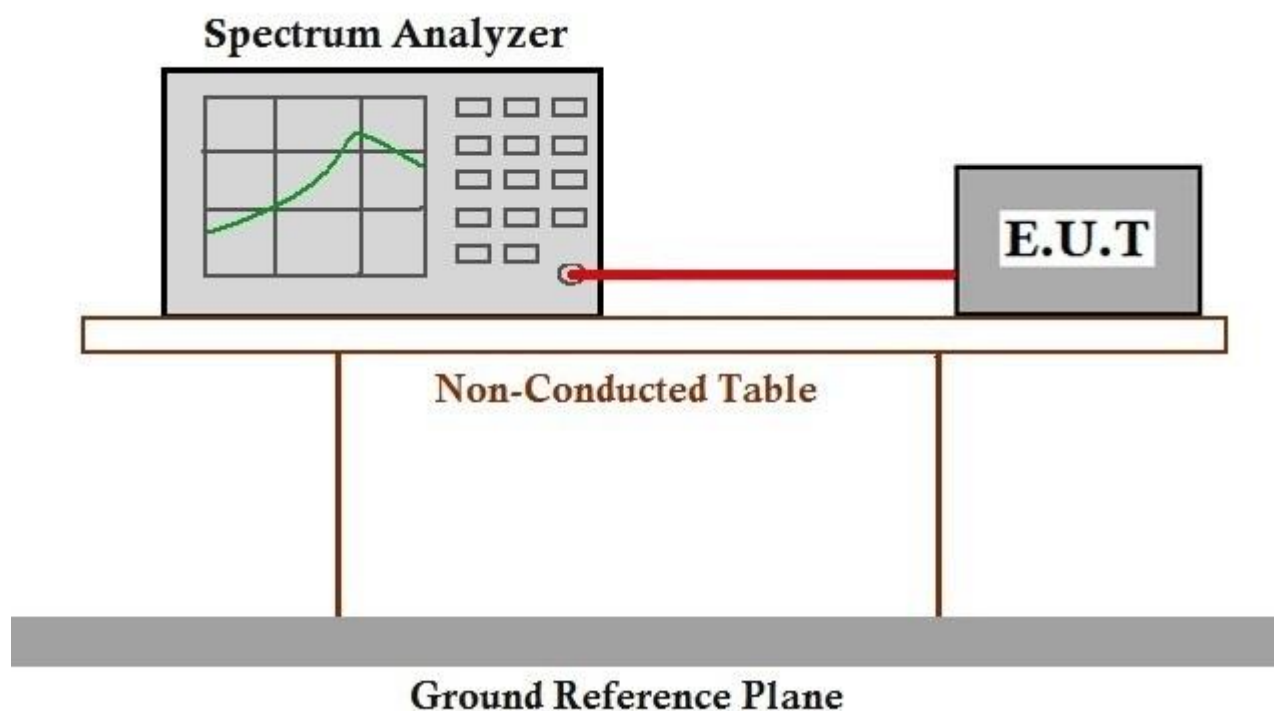 Spectrum Analyzer
E.U.T
Non-Conducted Table
Ground Reference Plane